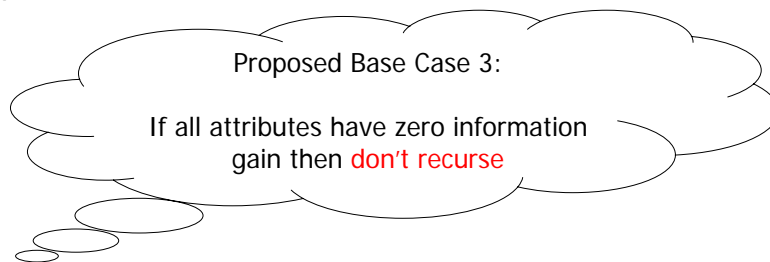 Proposed Base Case 3:
If all attributes have zero information
gain then don't recurse